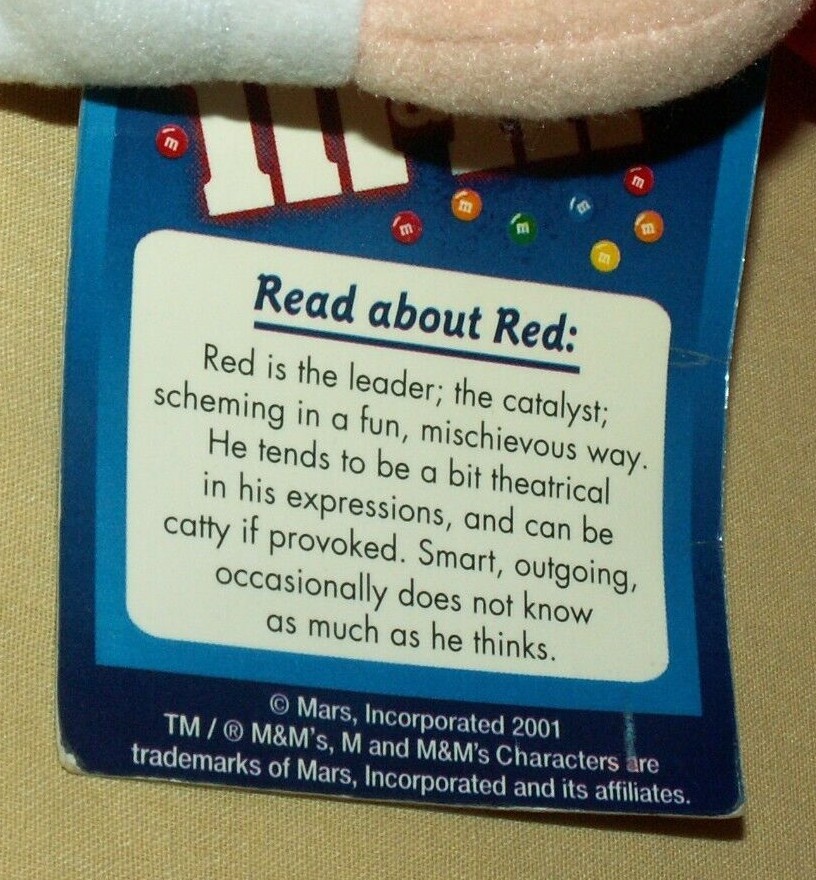 m
m
m
m
m
m
m
m
Read about Red:
Red is the leader; the catalyst;
scheming in a fun, mischievous way.
He tends to be a bit theatrical
in his expressions, and can be
catty if provoked. Smart, outgoing,
occasionally does not know
as much as he thinks.
© Mars, Incorporated 2001
TM / ® M&M's, M and M&M's Characters are
trademarks of Mars, Incorporated and its affiliates.